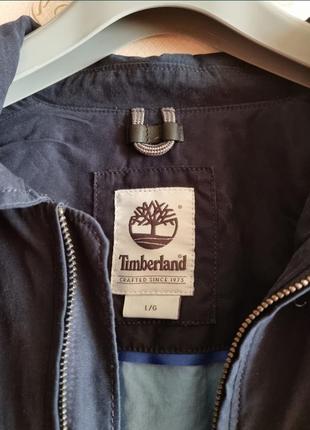 Timberland
CRAFTED SINCE 1973
L/G